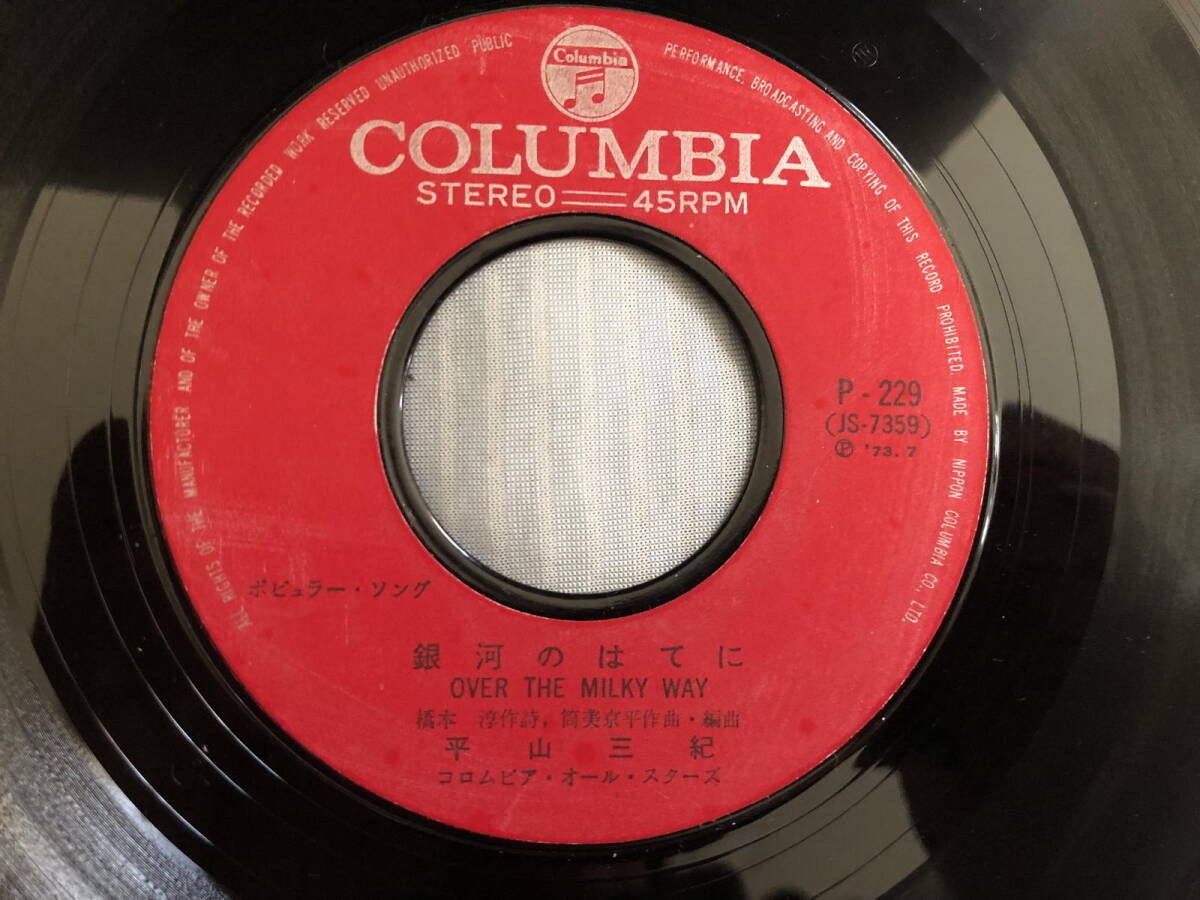 Columbia
COLUMBIA
STEREO 45RPM
P-229
(JS-7359)
Ⓟ '73.7
ポピュラー・ソング
銀河のはてに
OVER THE MILKY WAY
橋本 淳作詩, 筒美京平作曲・編曲
平山三紀
コロムビア・オール・スターズ
ALL RIGHTS OF THE MANUFACTURER AND OF THE OWNER OF THE RECORDED WORK RESERVED UNAUTHORIZED PUBLIC PERFORMANCE, BROADCASTING AND COPYING OF THIS RECORD PROHIBITED. MADE BY NIPPON COLUMBIA CO., LTD.